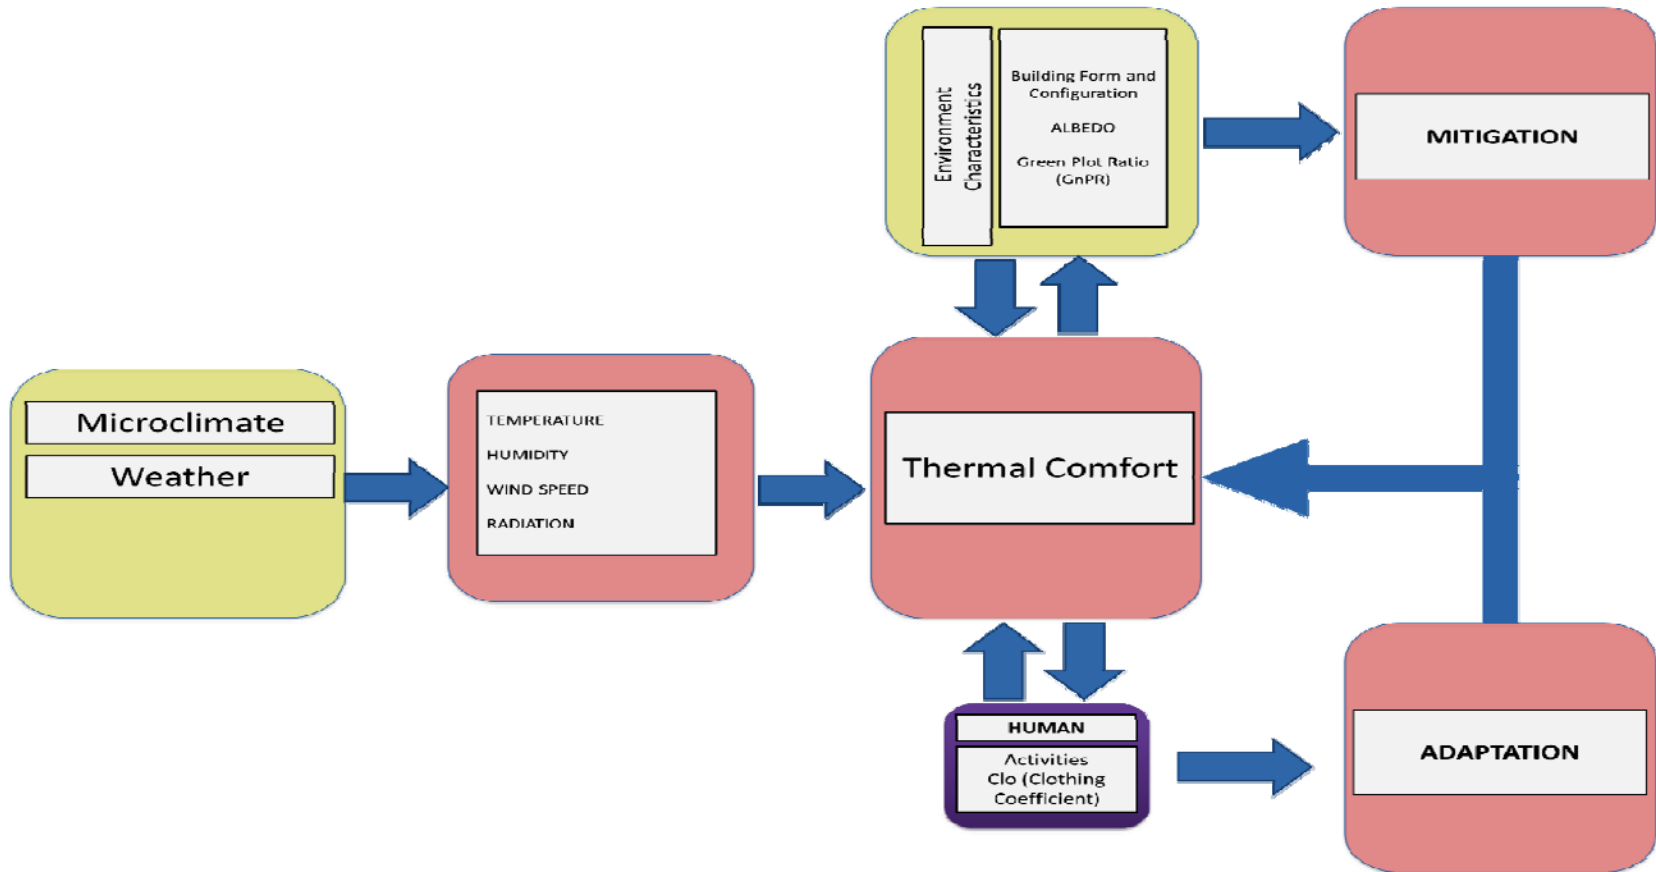 Environment
Characteristics
Building Form and
Configuration
ALBEDO
Green Plot Ratio
(GnPR)
MITIGATION
Microclimate
Weather
TEMPERATURE
HUMIDITY
WIND SPEED
RADIATION
Thermal Comfort
HUMAN
Activities
Clo (Clothing
Coefficient)
ADAPTATION